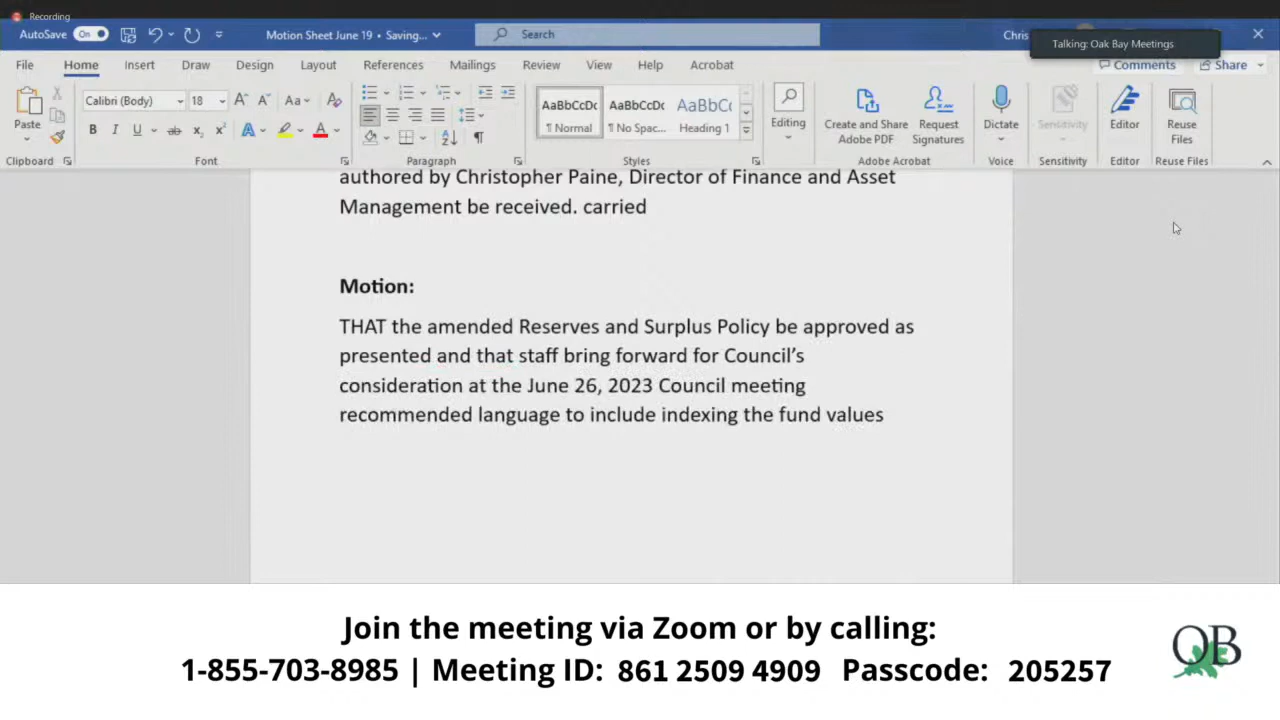 Recording
AutoSave On Motion Sheet June 19 • Saving... Search Chris
Talking: Oak Bay Meetings
File Home Insert Draw Design Layout References Mailings Review View Help Acrobat Comments Share
Paste Calibri (Body) 18 A A Aa A
B I U ab x₂ x² A A
AaBbCcDc AaBbCcDc AaBbC(
¶ Normal ¶ No Spac... Heading 1
Editing
Create and Share Adobe PDF
Request Signatures
Dictate
Sensitivity
Editor
Reuse Files
Clipboard Font Paragraph Styles Adobe Acrobat Voice Sensitivity Editor Reuse Files
authored by Christopher Paine, Director of Finance and Asset
Management be received. carried
Motion:
THAT the amended Reserves and Surplus Policy be approved as
presented and that staff bring forward for Council’s
consideration at the June 26, 2023 Council meeting
recommended language to include indexing the fund values
Join the meeting via Zoom or by calling:
1-855-703-8985 | Meeting ID: 861 2509 4909 Passcode: 205257
OB